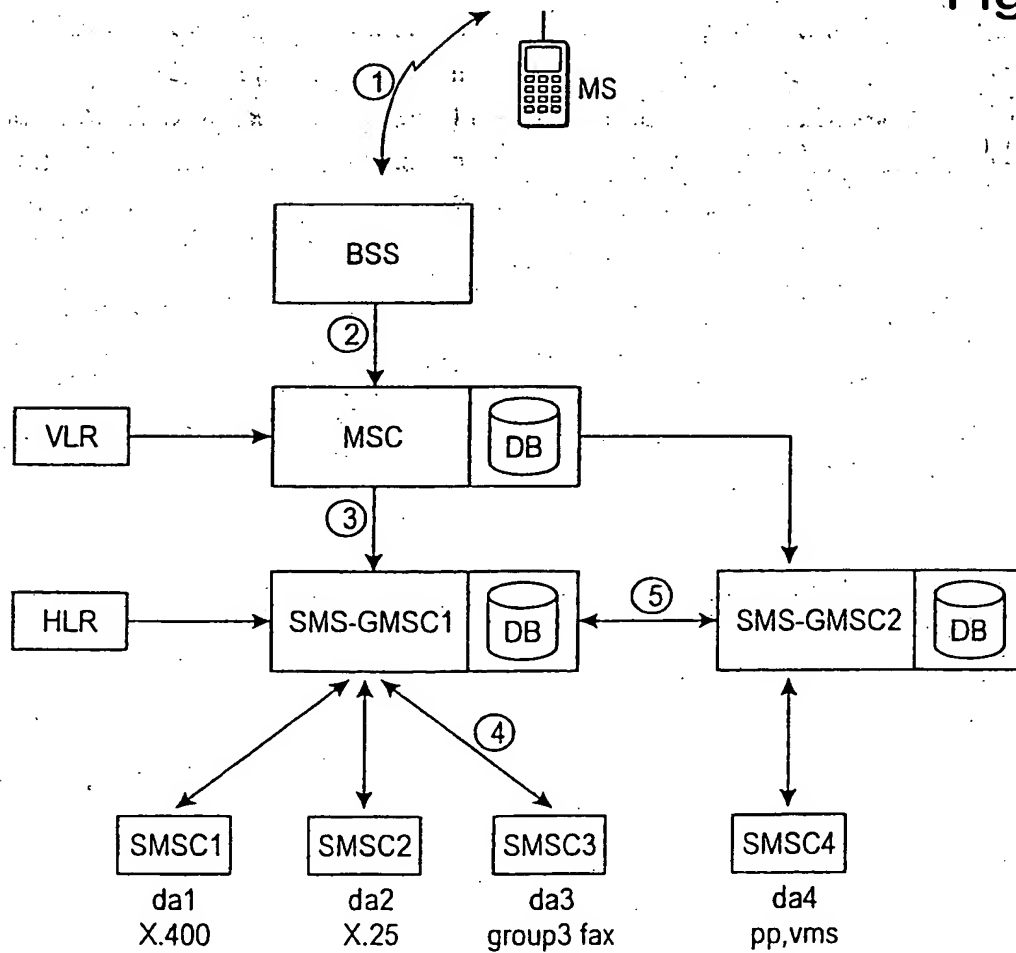 Fig
1
MS
BSS
2
VLR
MSC
DB
3
HLR
SMS-GMSC1
DB
5
SMS-GMSC2
DB
4
SMSC1
SMSC2
SMSC3
SMSC4
da1
da2
da3
da4
X.400
X.25
group3 fax
pp,vms